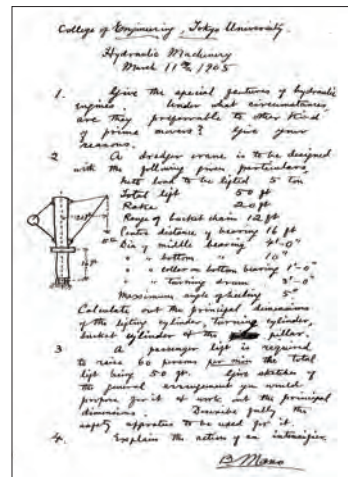 College of Engineering, Tokyo University.
Hydraulic Machinery
March 11th, 1905
1. Give the special features of hydraulic
engines. Under what circumstances
are they preferable to other kind
of prime movers? Give your
reasons.
2 A dredger crane is to be designed
with the following given particulars,
Nett load to be lifted 5 ton
Total lift 50 ft
Rake 20 ft
Range of bucket chain 12 ft
Centre distance of bearing 16 ft
Dia of middle bearing 4'-0"
" " bottom " 10"
" " collar on bottom bearing 1'-0"
" " turning drum 3'-0"
Maximum angle of heeling 5°
Calculate out the principal dimensions
of the lifting cylinder, turning cylinder,
bucket cylinder & the pillar.
3 A passenger lift is required
to raise 60 persons per min the total
lift being 50 ft. Give sketches of
the general arrangement you would
propose for it & work out the principal
dimensions. Describe fully the
safety apparatus to be used for it.
4. Explain the action of an intensifier.
B Mano